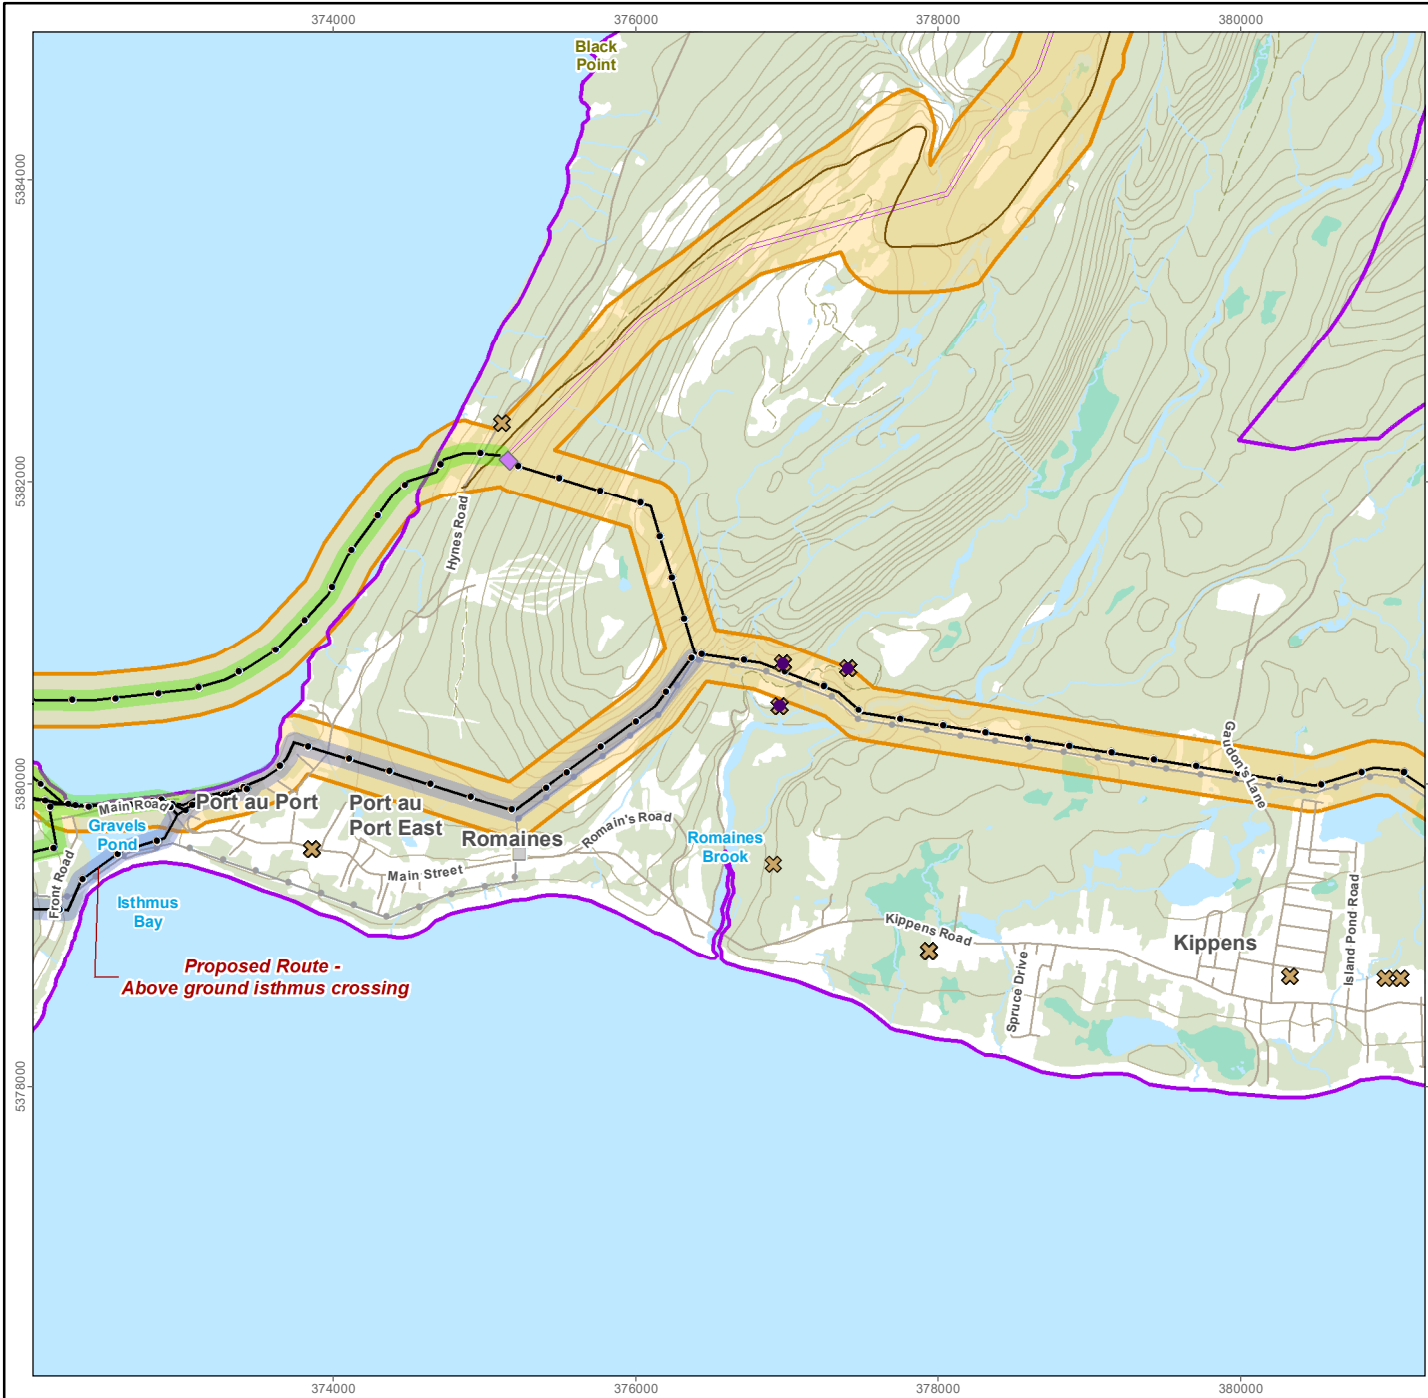 374000
376000
378000
380000
Black
Point
5384000
5382000
Hynes Road
Gaudon's Lane
5380000
Main Road
Port au Port
Port au
Port East
Gravels
Pond
Romaines
Romain's Road
Romaines
Brook
Front Road
Main Street
Isthmus
Bay
Kippens Road
Kippens
Island Pond Road
Spruce Drive
Proposed Route -
Above ground isthmus crossing
5378000
374000
376000
378000
380000